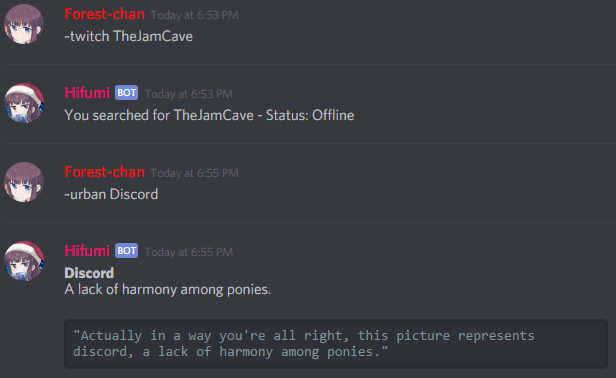 Forest-chan Today at 6:53 PM
~twitch TheJamCave
Hifumi BOT Today at 6:53 PM
You searched for TheJamCave - Status: Offline
Forest-chan Today at 6:55 PM
~urban Discord
Hifumi BOT Today at 6:55 PM
Discord
A lack of harmony among ponies.
"Actually in a way you're all right, this picture represents
discord, a lack of harmony among ponies."